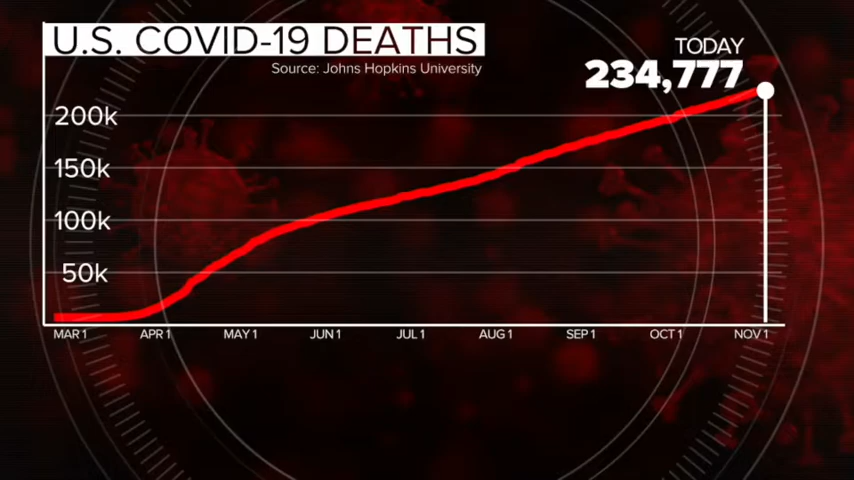 U.S. COVID-19 DEATHS
Source: Johns Hopkins University
TODAY
234,777
200k
150k
100k
50k
MAR 1 APR 1 MAY 1 JUN 1 JUL 1 AUG 1 SEP 1 OCT 1 NOV 1